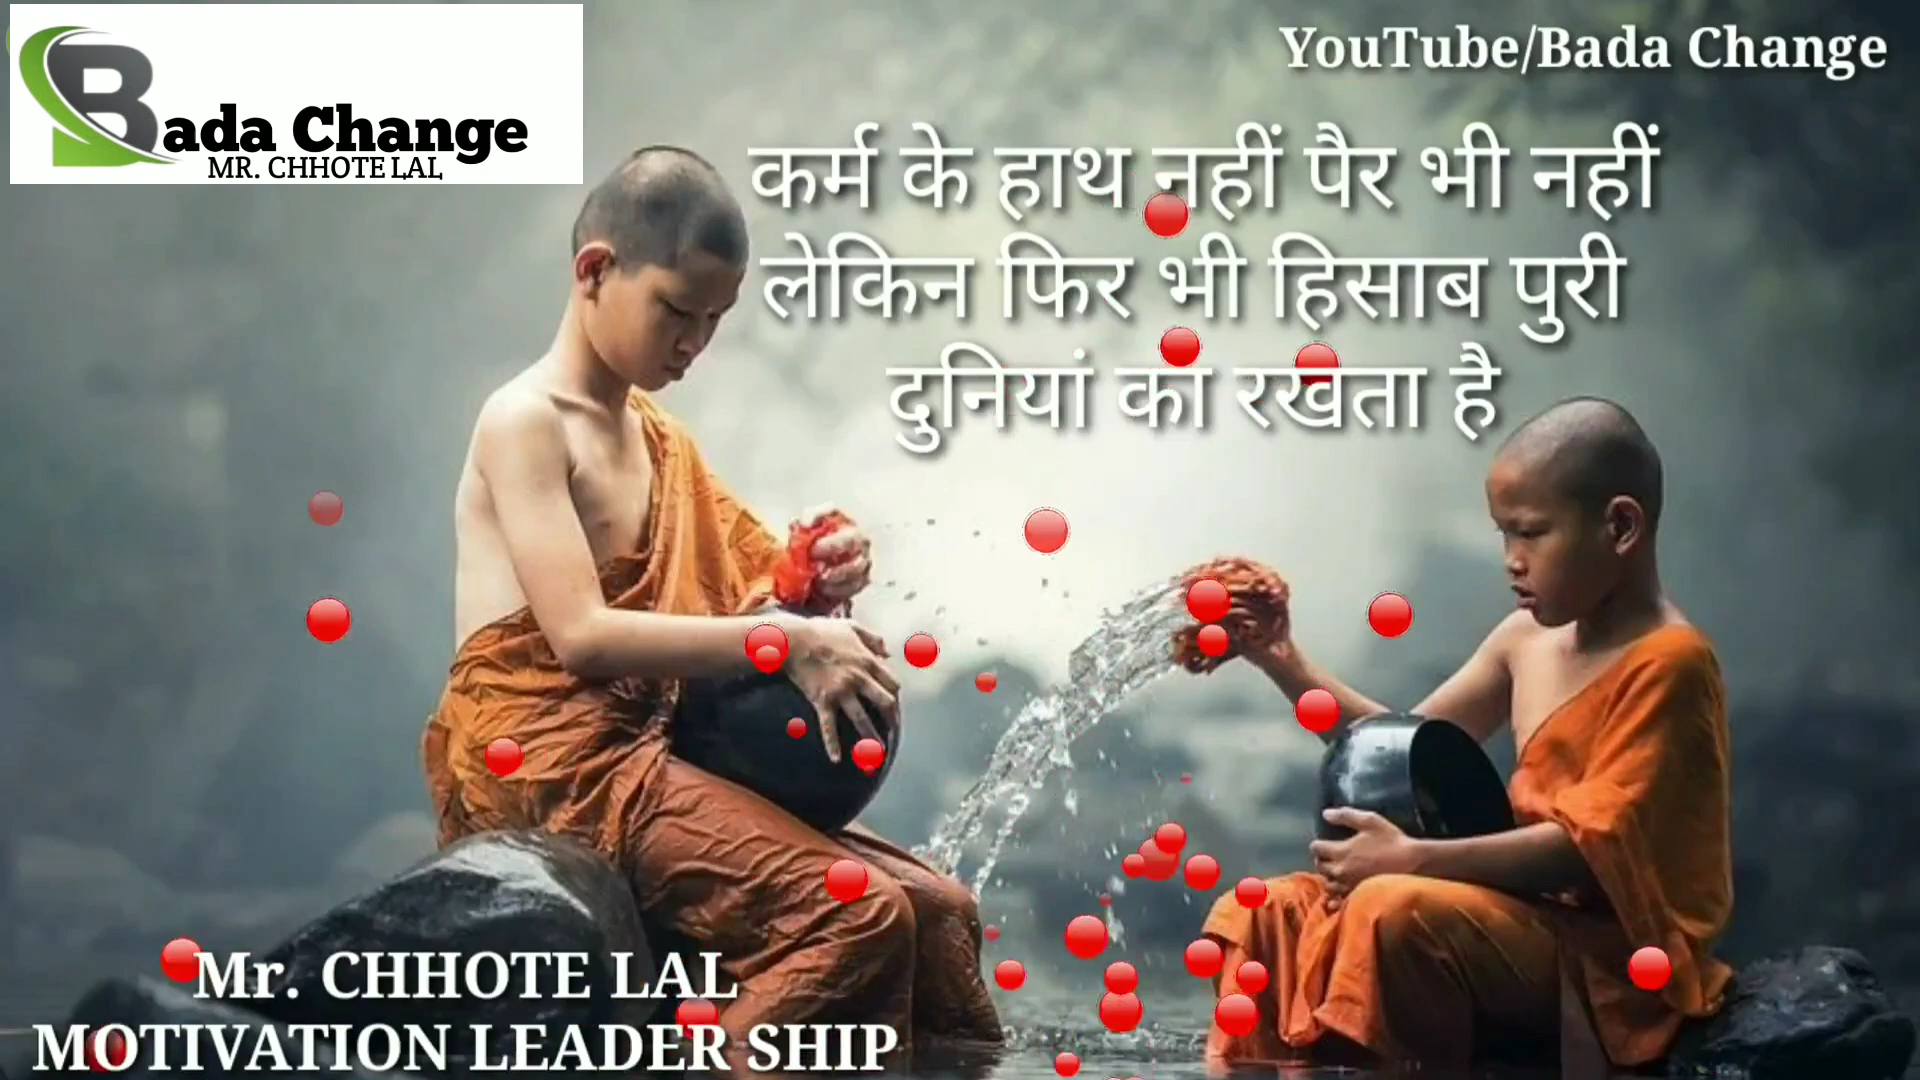 Bada Change
MR. CHHOTE LAL
YouTube/Bada Change
कर्म के हाथ नहीं पैर भी नहीं
लेकिन फिर भी हिसाब पुरी
दुनियां का रखता है
Mr. CHHOTE LAL
MOTIVATION LEADER SHIP